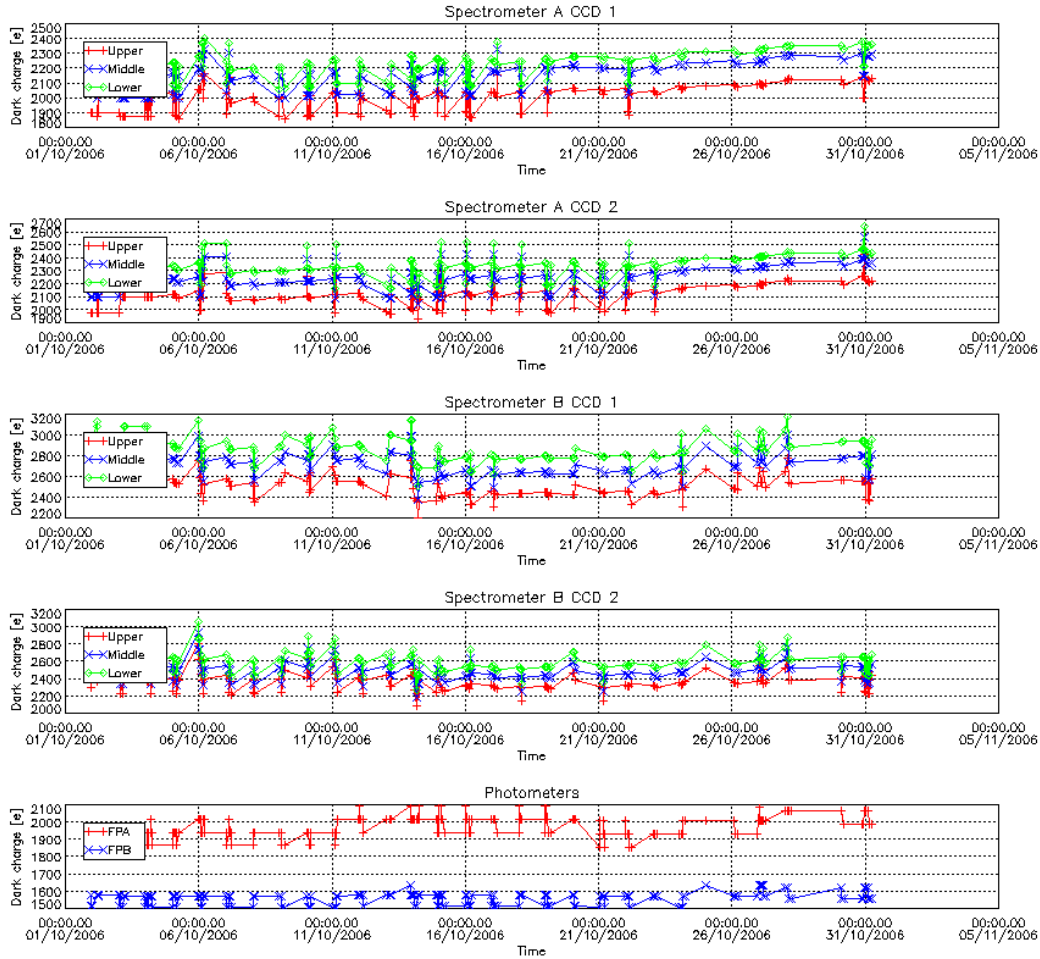 Spectrometer A CCD 1
Dark charge [e]
2500
2400
2300
2200
2100
2000
1900
1800
Upper
Middle
Lower
00:00.00 00:00.00 00:00.00 00:00.00 00:00.00 00:00.00 00:00.00 00:00.00
01/10/2006 06/10/2006 11/10/2006 16/10/2006 21/10/2006 26/10/2006 31/10/2006 05/11/2006
Time
Spectrometer A CCD 2
Dark charge [e]
2700
2600
2500
2400
2300
2200
2100
2000
1900
Upper
Middle
Lower
00:00.00 00:00.00 00:00.00 00:00.00 00:00.00 00:00.00 00:00.00 00:00.00
01/10/2006 06/10/2006 11/10/2006 16/10/2006 21/10/2006 26/10/2006 31/10/2006 05/11/2006
Time
Spectrometer B CCD 1
Dark charge [e]
3200
3000
2800
2600
2400
2200
Upper
Middle
Lower
00:00.00 00:00.00 00:00.00 00:00.00 00:00.00 00:00.00 00:00.00 00:00.00
01/10/2006 06/10/2006 11/10/2006 16/10/2006 21/10/2006 26/10/2006 31/10/2006 05/11/2006
Time
Spectrometer B CCD 2
Dark charge [e]
3200
3000
2800
2600
2400
2200
2000
Upper
Middle
Lower
00:00.00 00:00.00 00:00.00 00:00.00 00:00.00 00:00.00 00:00.00 00:00.00
01/10/2006 06/10/2006 11/10/2006 16/10/2006 21/10/2006 26/10/2006 31/10/2006 05/11/2006
Time
Photometers
Dark charge [e]
2100
2000
1900
1800
1700
1600
1500
FPA
FPB
00:00.00 00:00.00 00:00.00 00:00.00 00:00.00 00:00.00 00:00.00 00:00.00
01/10/2006 06/10/2006 11/10/2006 16/10/2006 21/10/2006 26/10/2006 31/10/2006 05/11/2006
Time